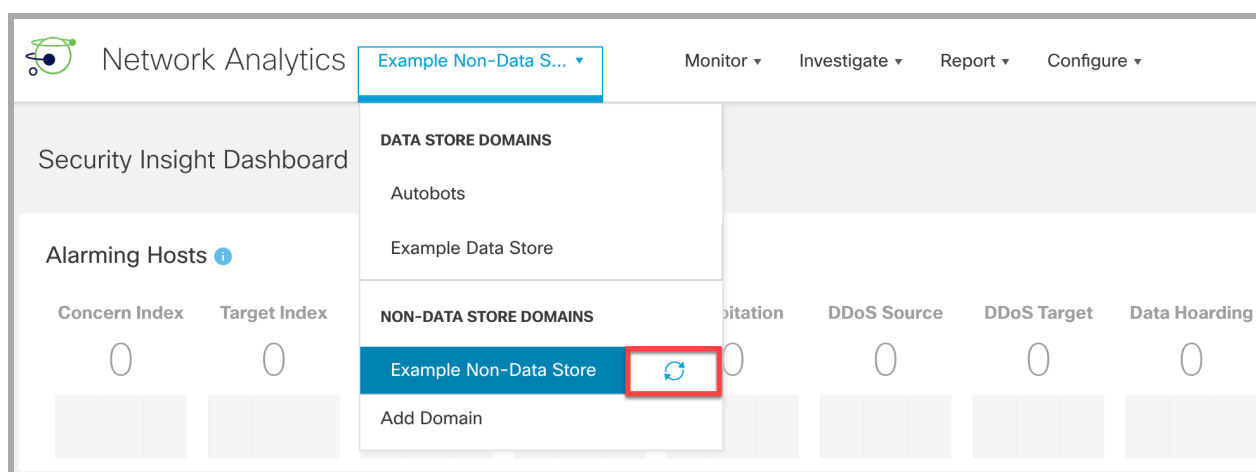 Network Analytics
Example Non-Data S...
Monitor
Investigate
Report
Configure
Security Insight Dashboard
DATA STORE DOMAINS
Autobots
Example Data Store
Alarming Hosts
Concern Index
Target Index
NON-DATA STORE DOMAINS
DDoS Source
DDoS Target
Data Hoarding
0
0
0
0
0
0
Example Non-Data Store
Add Domain